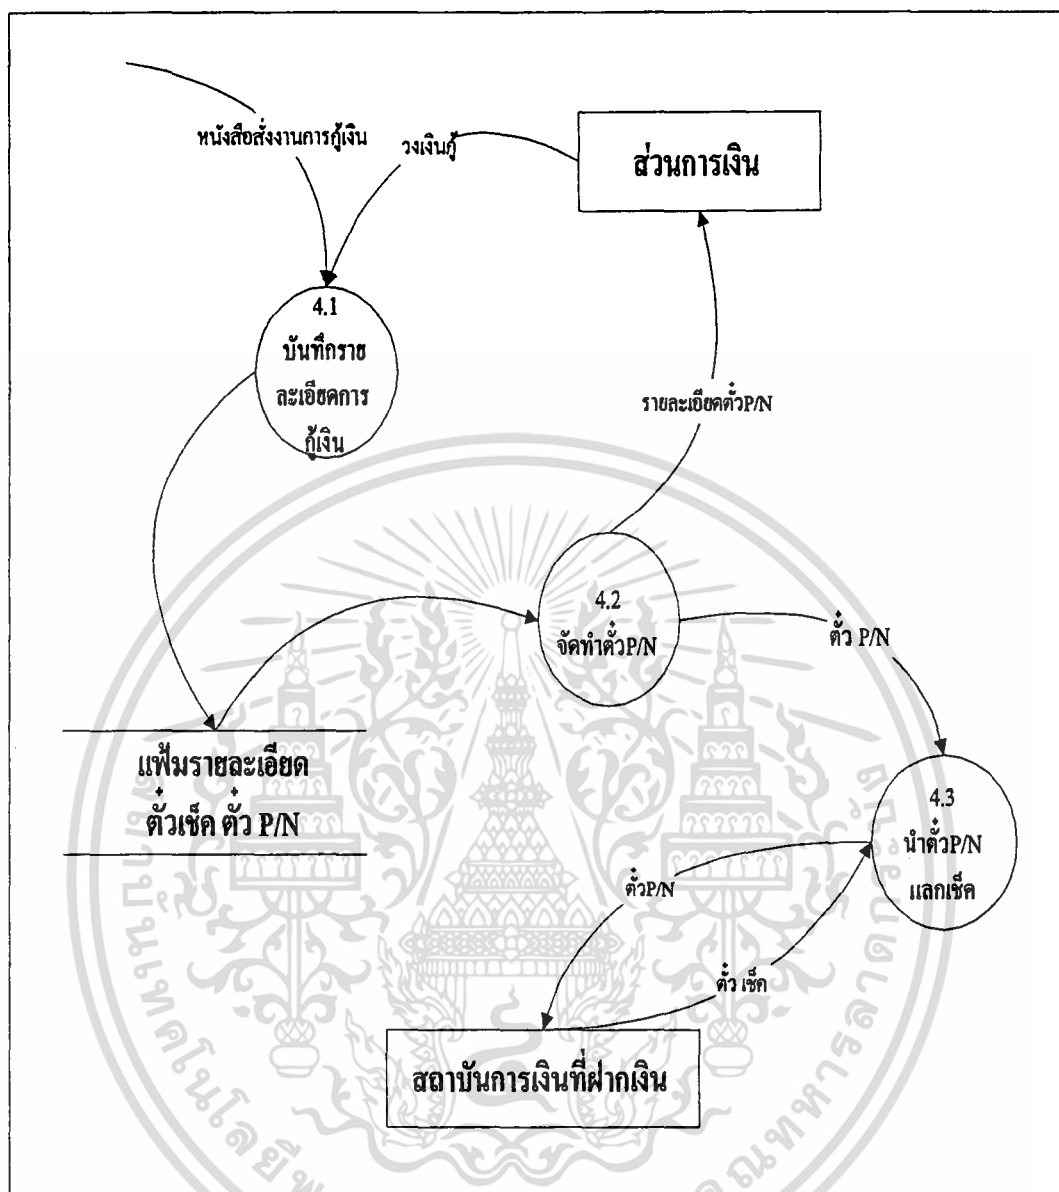 หนังสือสั่งงานการกู้เงิน
วงเงินกู้
ส่วนการเงิน
4.1
บันทึกราย
ละเอียดการ
กู้เงิน
รายละเอียดตั๋วP/N
4.2
จัดทำตั๋วP/N
ตั๋ว P/N
แฟ้มรายละเอียด
ตั๋วเช็ค ตั๋ว P/N
4.3
นำตั๋วP/N
แลกเช็ค
ตั๋วP/N
ตั๋ว เช็ค
สถาบันการเงินที่ฝากเงิน